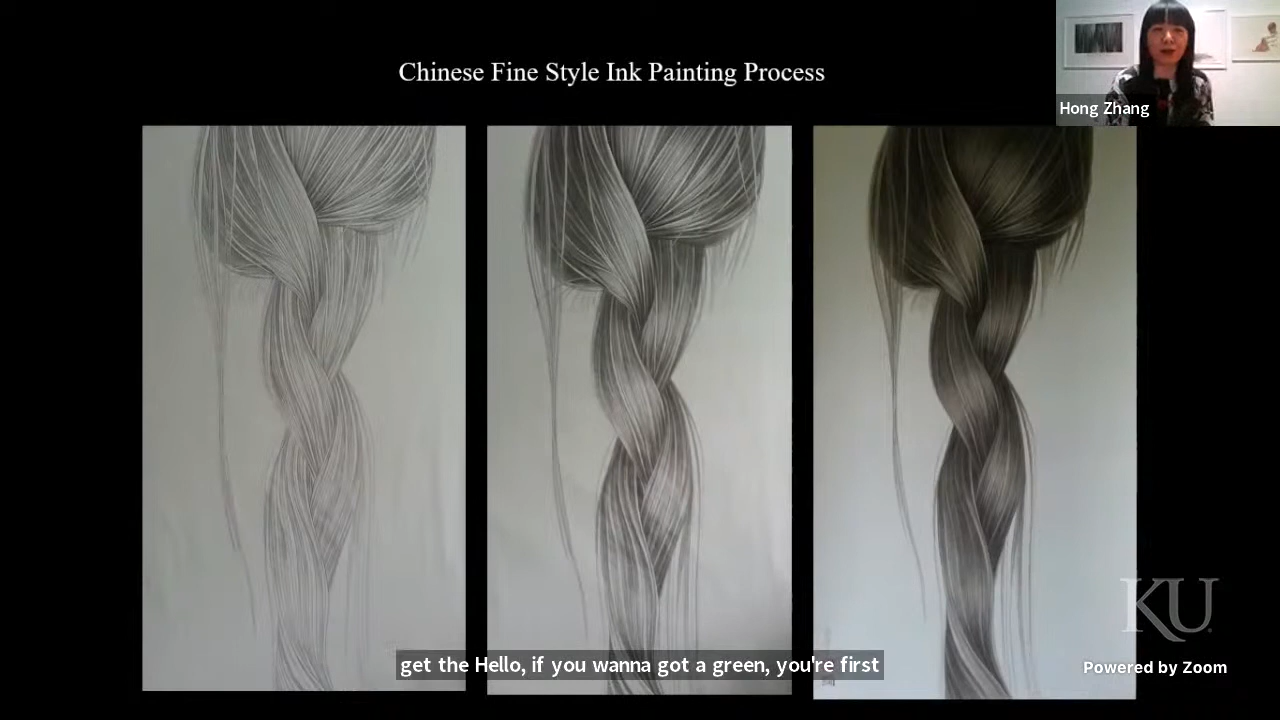 Chinese Fine Style Ink Painting Process
Hong Zhang
KU
get the Hello, if you wanna got a green, you're first
Powered by Zoom